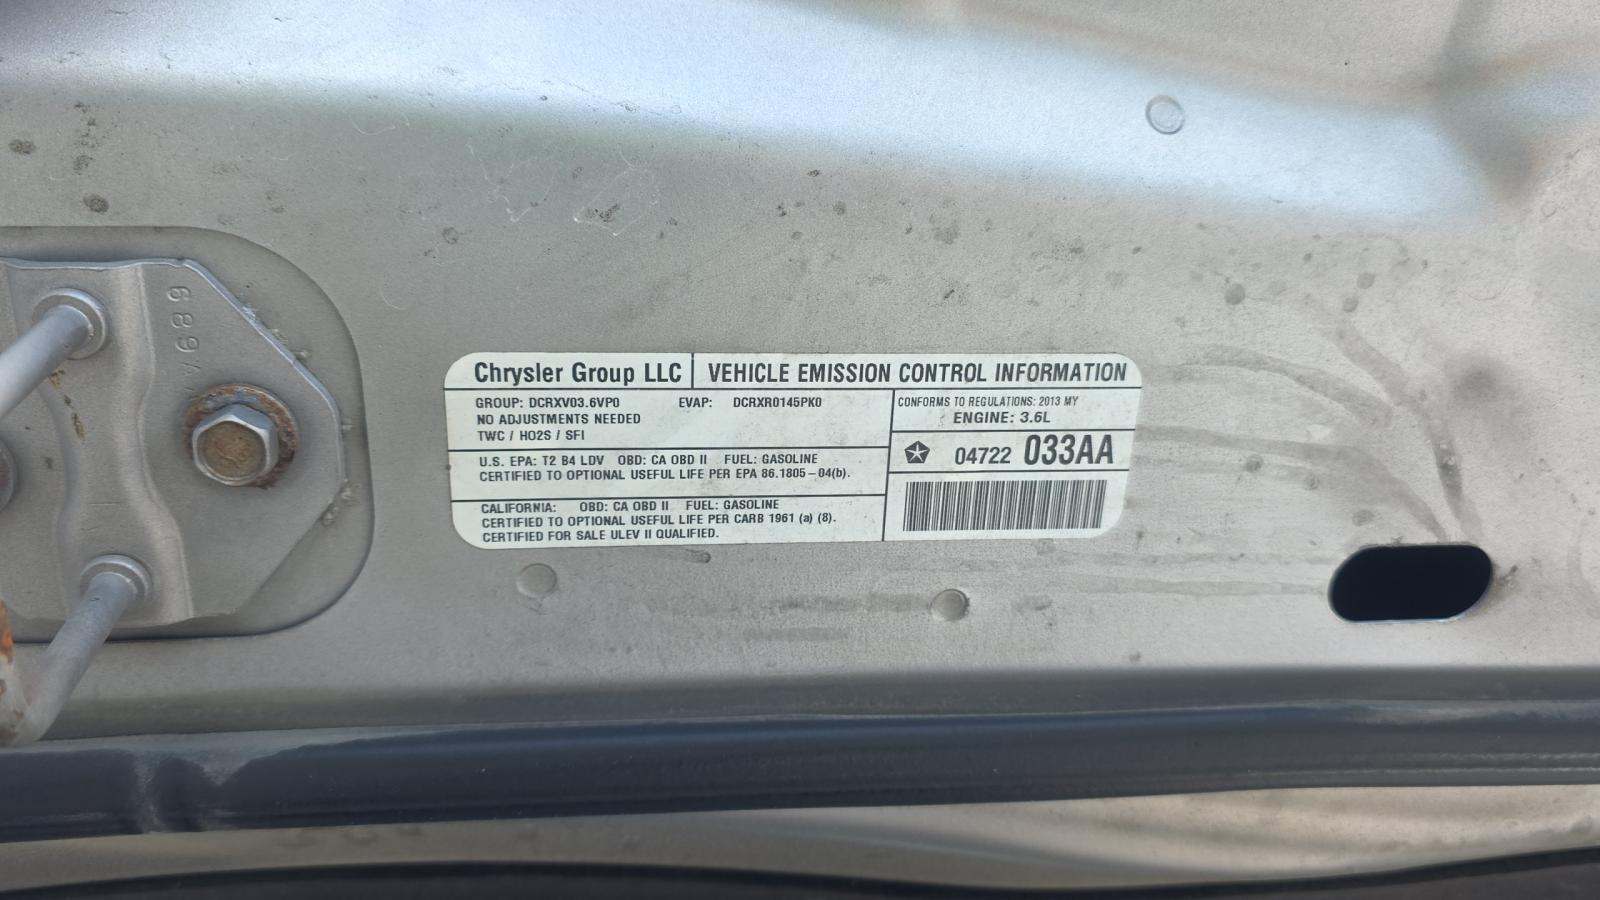 Chrysler Group LLC VEHICLE EMISSION CONTROL INFORMATION
GROUP: DCRXV03.6VP0 EVAP: DCRXR0145PK0
NO ADJUSTMENTS NEEDED
TWC / HO2S / SFI
CONFORMS TO REGULATIONS: 2013 MY
ENGINE: 3.6L
04722 033AA
U.S. EPA: T2 B4 LDV OBD: CA OBD II FUEL: GASOLINE
CERTIFIED TO OPTIONAL USEFUL LIFE PER EPA 86.1805-04(b).
CALIFORNIA: OBD: CA OBD II FUEL: GASOLINE
CERTIFIED TO OPTIONAL USEFUL LIFE PER CARB 1961 (a) (8).
CERTIFIED FOR SALE ULEV II QUALIFIED.